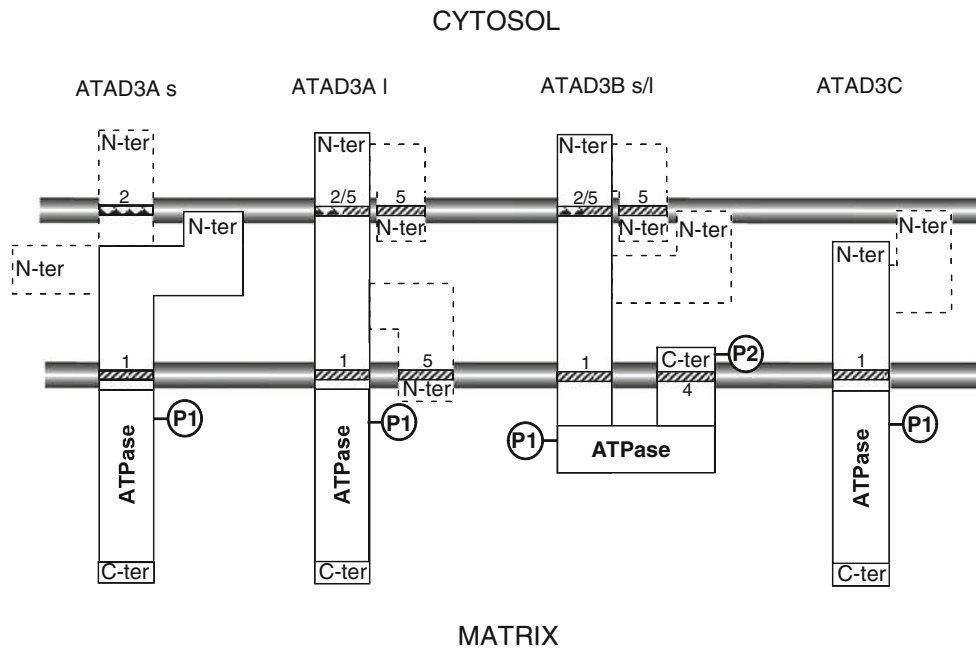 CYTOSOL
ATAD3A s
ATAD3A l
ATAD3B s/l
ATAD3C
N-ter
N-ter
N-ter
2
2/5
5
2/5
5
N-ter
N-ter
N-ter
N-ter
N-ter
N-ter
N-ter
1
1
5
1
C-ter
P2
1
N-ter
4
P1
P1
P1
P1
ATPase
ATPase
ATPase
ATPase
C-ter
C-ter
C-ter
MATRIX